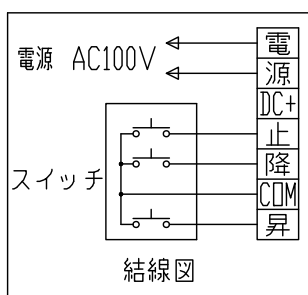 電源 AC100V
電
源
DC+
止
降
COM
昇
スイッチ
結線図